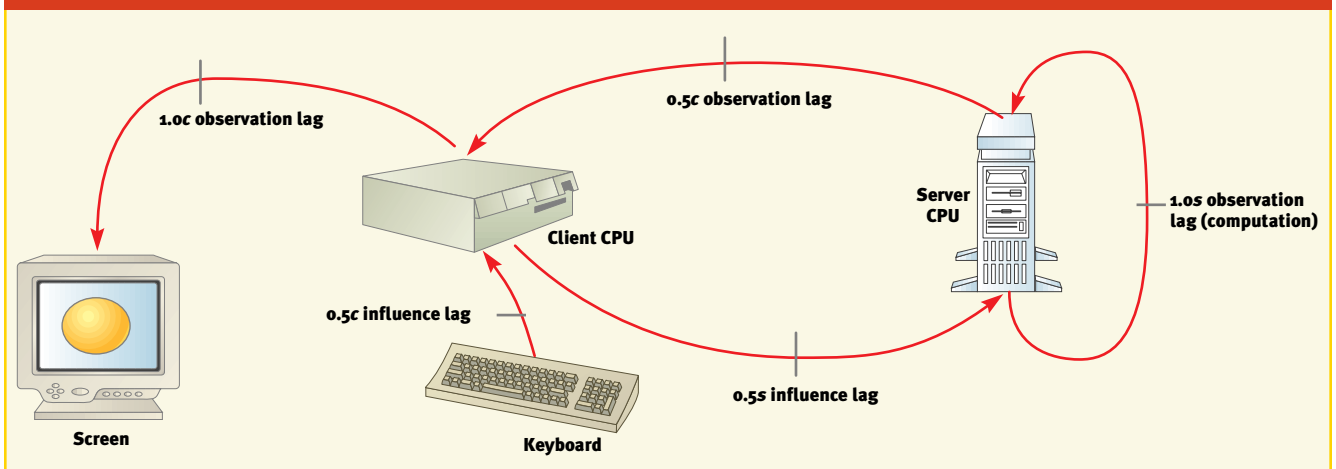 1.0c observation lag
0.5c observation lag
Server
CPU
1.0s observation
lag (computation)
Client CPU
0.5c influence lag
0.5s influence lag
Screen
Keyboard